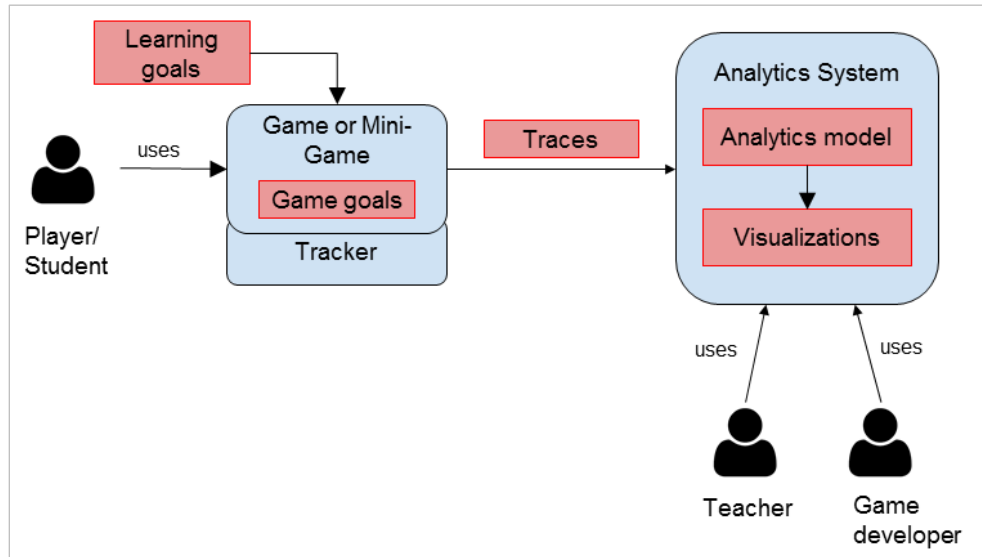 Learning
goals
Game or Mini-
Game
Game goals
Tracker
uses
Player/
Student
Traces
Analytics System
Analytics model
Visualizations
uses
uses
Teacher
Game
developer